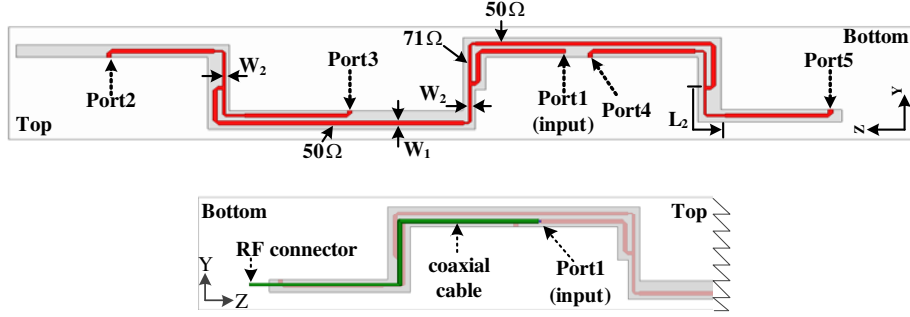 50Ω
71Ω
Bottom
W₂
Port3
Port5
Port2
W₂
Port1
(input)
Port4
Y
Top
50Ω
W₁
L₂
Z
Bottom
Top
RF connector
Y
Z
coaxial
cable
Port1
(input)